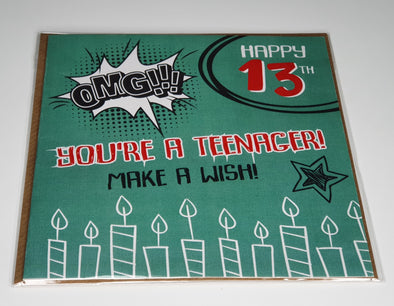 OMG!!!
HAPPY
13TH
YOU'RE A TEENAGER!
MAKE A WISH!